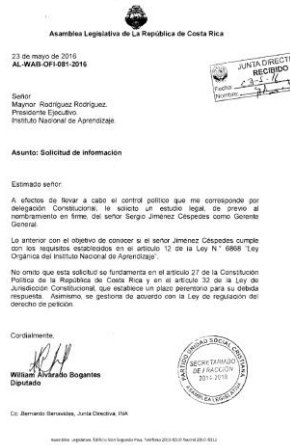 Asamblea Legislativa de La República de Costa Rica
23 de mayo de 2016
AL-WAB-OFI-081-2016
JUNTA DIRECT
RECIBIDO
Fecha
Nombre
Señor
Maynor Rodríguez Rodríguez.
Presidente Ejecutivo.
Instituto Nacional de Aprendizaje.
Asunto: Solicitud de información
Estimado señor:
A efectos de llevar a cabo el control político que me corresponde por
delegación Constitucional, le solicito un estudio legal, de previo al
nombramiento en firme, del señor Sergio Jiménez Céspedes como Gerente
General.
Lo anterior con el objetivo de conocer si el señor Jiménez Céspedes cumple
con los requisitos establecidos en el artículo 12 de la Ley N.° 6868 "Ley
Orgánica del Instituto Nacional de Aprendizaje".
No omito que esta solicitud se fundamenta en el artículo 27 de la Constitución
Política de la República de Costa Rica y en el artículo 32 de la Ley de
Jurisdicción Constitucional, que establece un plazo perentorio para su debida
respuesta. Asimismo, se gestiona de acuerdo con la Ley de regulación del
derecho de petición.
Cordialmente,
William Alvarado Bogantes
Diputado
PARTIDO UNIDAD SOCIAL CRISTIANA
SECRETARIADO
DE FRACCIÓN
2014-2018
ASAMBLEA LEGISLATIVA
Cc. Bernardo Benavides, Junta Directiva, INA